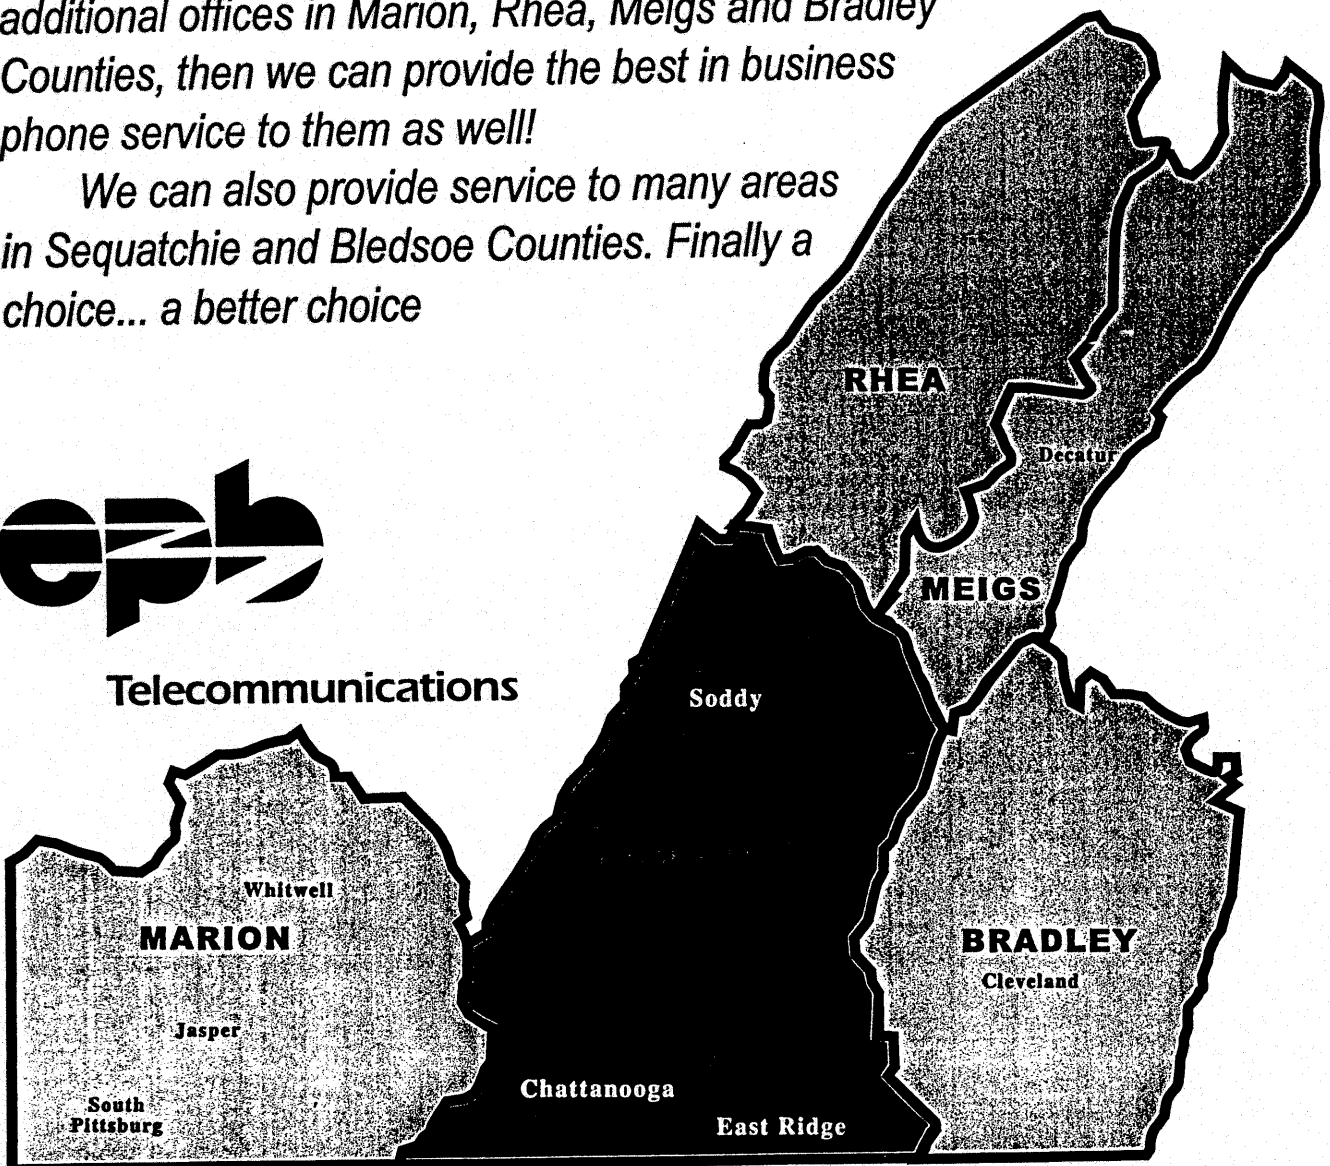 additional offices in Marion, Rhea, Meigs and Bradley
Counties, then we can provide the best in business
phone service to them as well!
We can also provide service to many areas
in Sequatchie and Bledsoe Counties. Finally a
choice... a better choice
RHEA
Decatur
epb
MEIGS
Telecommunications
Soddy
Whitwell
MARION
BRADLEY
Cleveland
Jasper
Chattanooga
South
Pittsburg
East Ridge